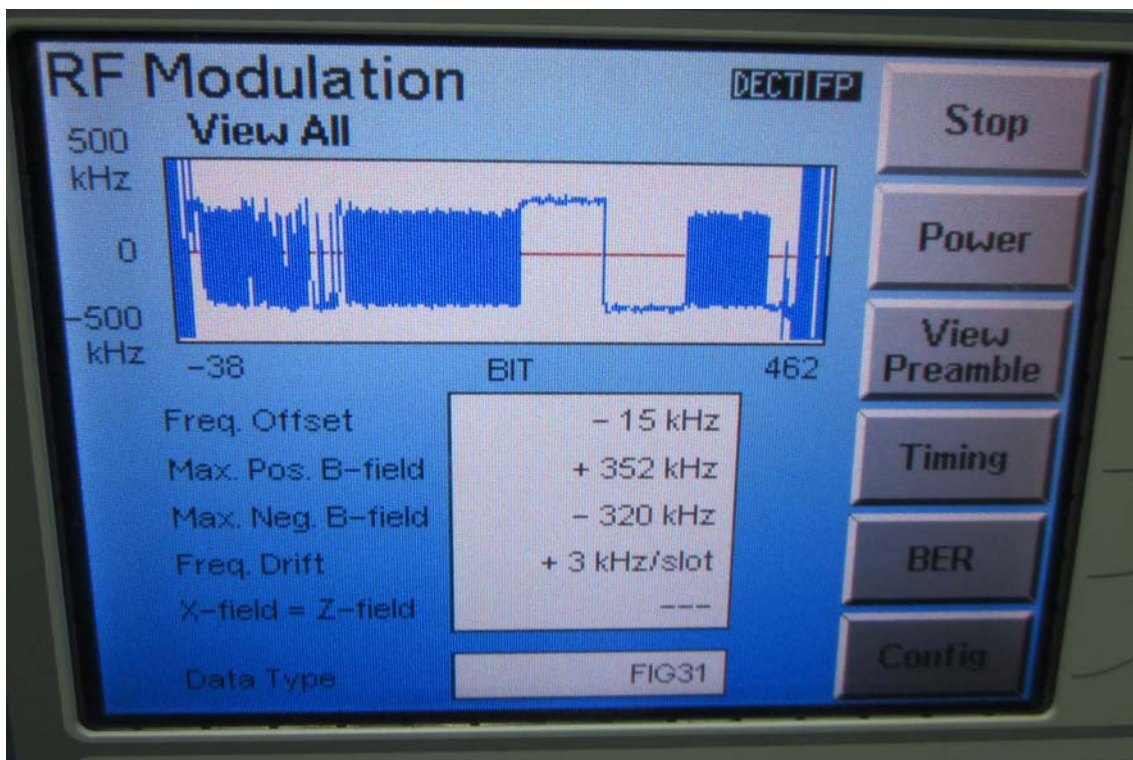 RF Modulation
DECT FP
View All
500
kHz
0
-500
kHz
-38 BIT 462
Freq. Offset - 15 kHz
Max. Pos. B-field + 352 kHz
Max. Neg. B-field - 320 kHz
Freq. Drift + 3 kHz/slot
X-field = Z-field ---
Data Type FIG31
Stop
Power
View
Preamble
Timing
BER
Config